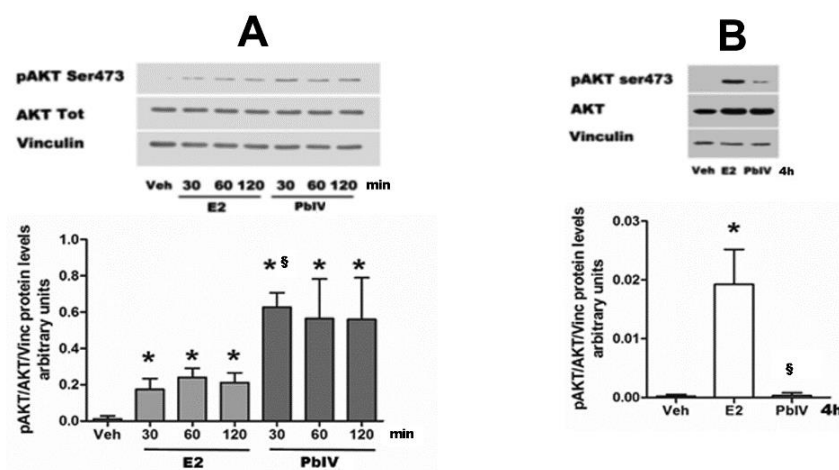 A
pAKT Ser473
AKT Tot
Vinculin
Veh 30 60 120 30 60 120 min
E2 PbIV
pAKT/AKT/Vinc protein levels
arbitrary units
1.0
0.8
0.6
0.4
0.2
0.0
* * * * § * *
Veh 30 60 120 30 60 120 min
E2 PbIV
B
pAKT ser473
AKT
Vinculin
Veh E2 PbIV 4h
pAKT/AKT/Vinc protein levels
arbitrary units
0.03
0.02
0.01
0.00
*
§
Veh E2 PbIV 4h